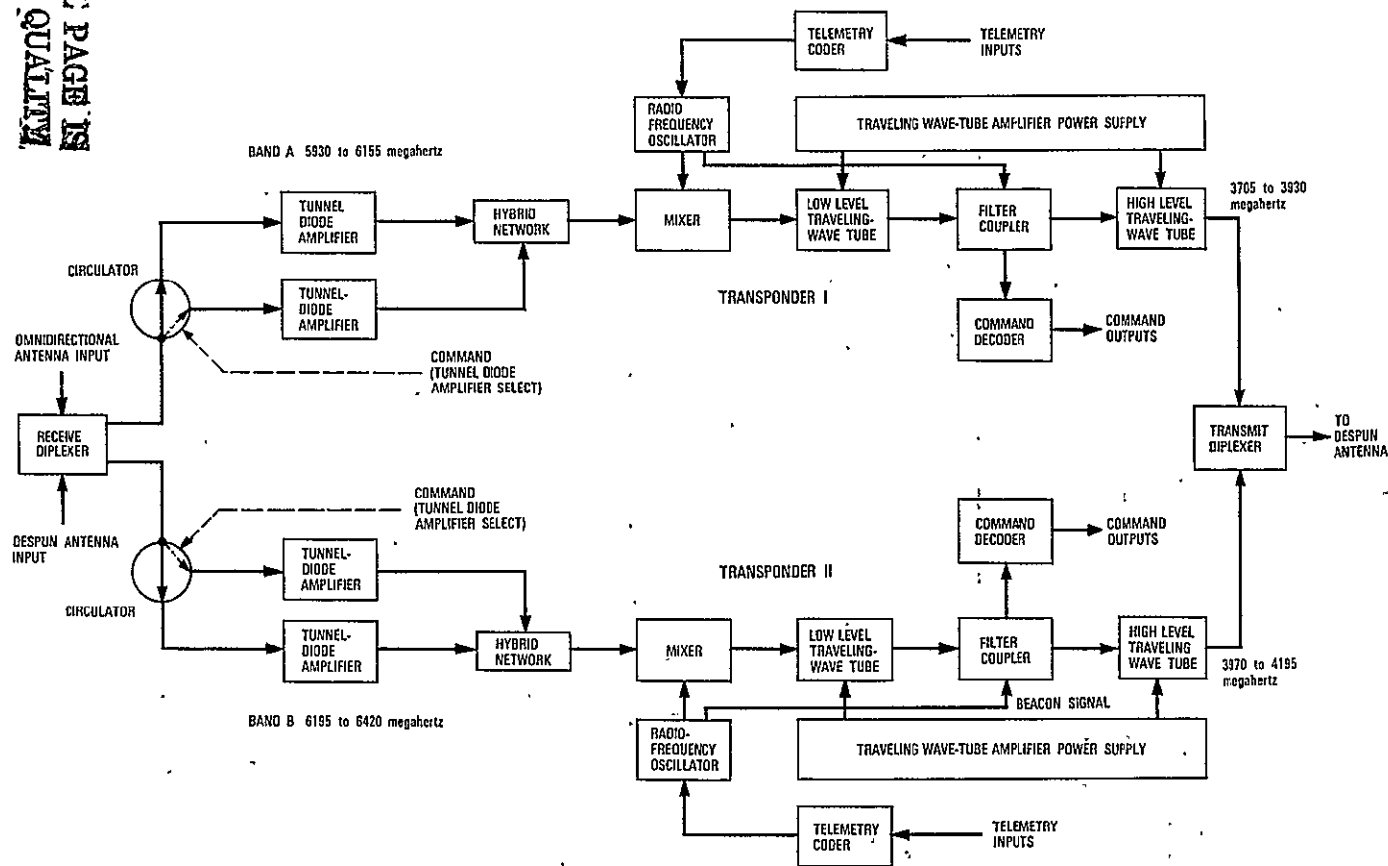 PAGE IS
QUALITY
TELEMETRY
CODER
TELEMETRY
INPUTS
RADIO
FREQUENCY
OSCILLATOR
TRAVELING WAVE-TUBE AMPLIFIER POWER SUPPLY
BAND A 5930 to 6155 megahertz
TUNNEL
DIODE
AMPLIFIER
HYBRID
NETWORK
MIXER
LOW LEVEL
TRAVELING-
WAVE TUBE
FILTER
COUPLER
HIGH LEVEL
TRAVELING
WAVE TUBE
3705 to 3930
megahertz
CIRCULATOR
TUNNEL-
DIODE
AMPLIFIER
TRANSPONDER I
COMMAND
DECODER
COMMAND
OUTPUTS
OMNIDIRECTIONAL
ANTENNA INPUT
COMMAND
(TUNNEL DIODE
AMPLIFIER SELECT)
RECEIVE
DIPLEXER
TRANSMIT
DIPLEXER
TO
DESPUN
ANTENNA
COMMAND
(TUNNEL DIODE
AMPLIFIER SELECT)
DESPUN ANTENNA
INPUT
COMMAND
DECODER
COMMAND
OUTPUTS
TUNNEL-
DIODE
AMPLIFIER
TRANSPONDER II
CIRCULATOR
TUNNEL-
DIODE
AMPLIFIER
HYBRID
NETWORK
MIXER
LOW LEVEL
TRAVELING-
WAVE TUBE
FILTER
COUPLER
HIGH LEVEL
TRAVELING
WAVE TUBE
3970 to 4195
megahertz
BEACON SIGNAL
BAND B 6195 to 6420 megahertz
RADIO-
FREQUENCY
OSCILLATOR
TRAVELING WAVE-TUBE AMPLIFIER POWER SUPPLY
TELEMETRY
CODER
TELEMETRY
INPUTS